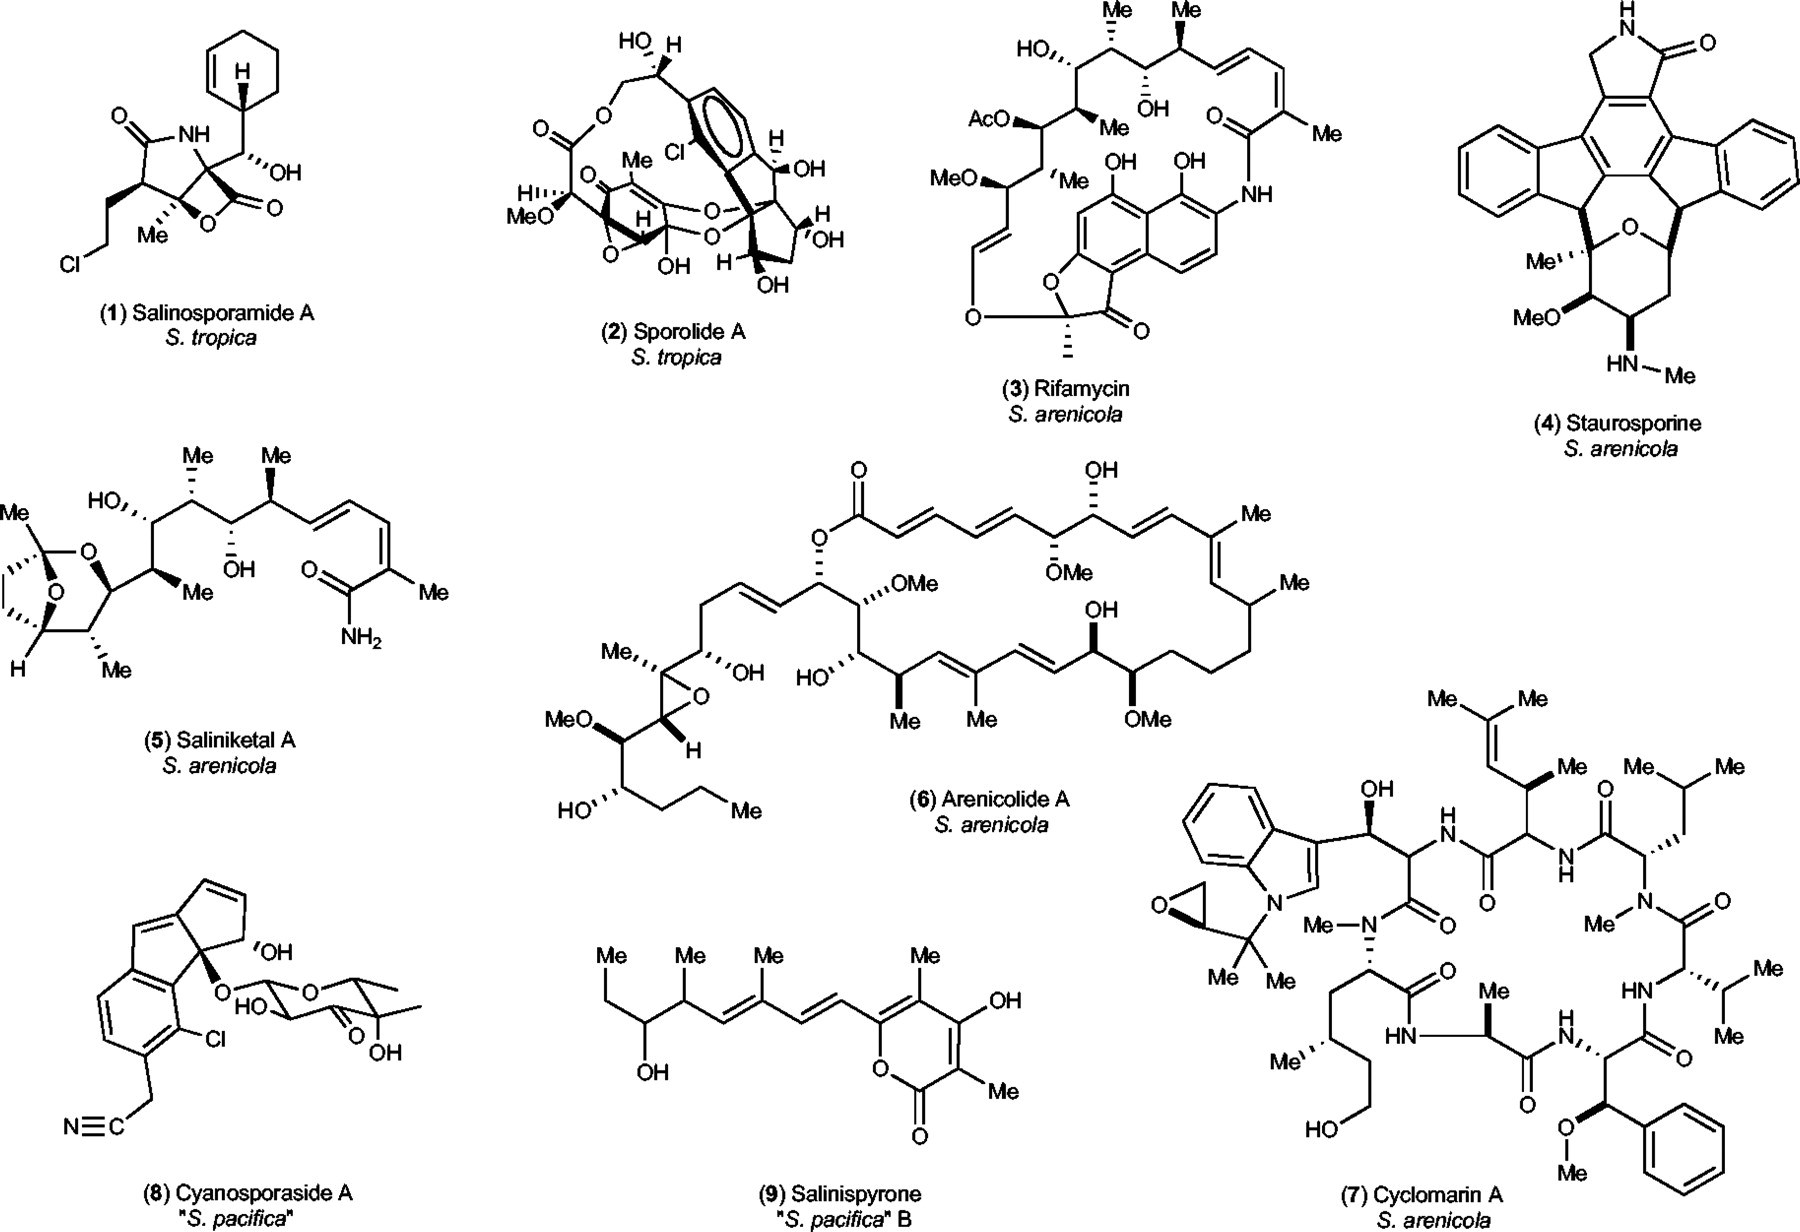 H
NH
O
OH
Me
O
O
Cl
(1) Salinosporamide A
S. tropica
HO
H
O
O
Cl
Me
O
H
MeO
H
O
O
O
OH
H
OH
H
OH
H
OH
(2) Sporolide A
S. tropica
Me
Me
HO
OH
AcO
Me
O
Me
OH
OH
MeO
Me
NH
O
O
O
(3) Rifamycin
S. arenicola
H
N
O
O
Me
MeO
HN
Me
(4) Staurosporine
S. arenicola
Me
Me
HO
Me
O
OH
O
Me
O
Me
NH2
H
Me
(5) Saliniketal A
S. arenicola
O
OH
Me
O
OMe
Me
OMe
OH
Me
OH
HO
O
MeO
Me
Me
OMe
H
HO
Me
(6) Arenicolide A
S. arenicola
Me
Me
Me
Me
Me
OH
O
H
N
N
H
O
N
O
N
Me
O
Me
N
O
O
Me
Me
Me
O
Me
HN
Me
HN
H
N
O
Me
O
HO
O
Me
(7) Cyclomarin A
S. arenicola
OH
O
O
HO
O
Cl
OH
N≡C
(8) Cyanosporaside A
"S. pacifica"
Me
Me
Me
Me
OH
O
Me
OH
O
(9) Salinispyrone
"S. pacifica" B